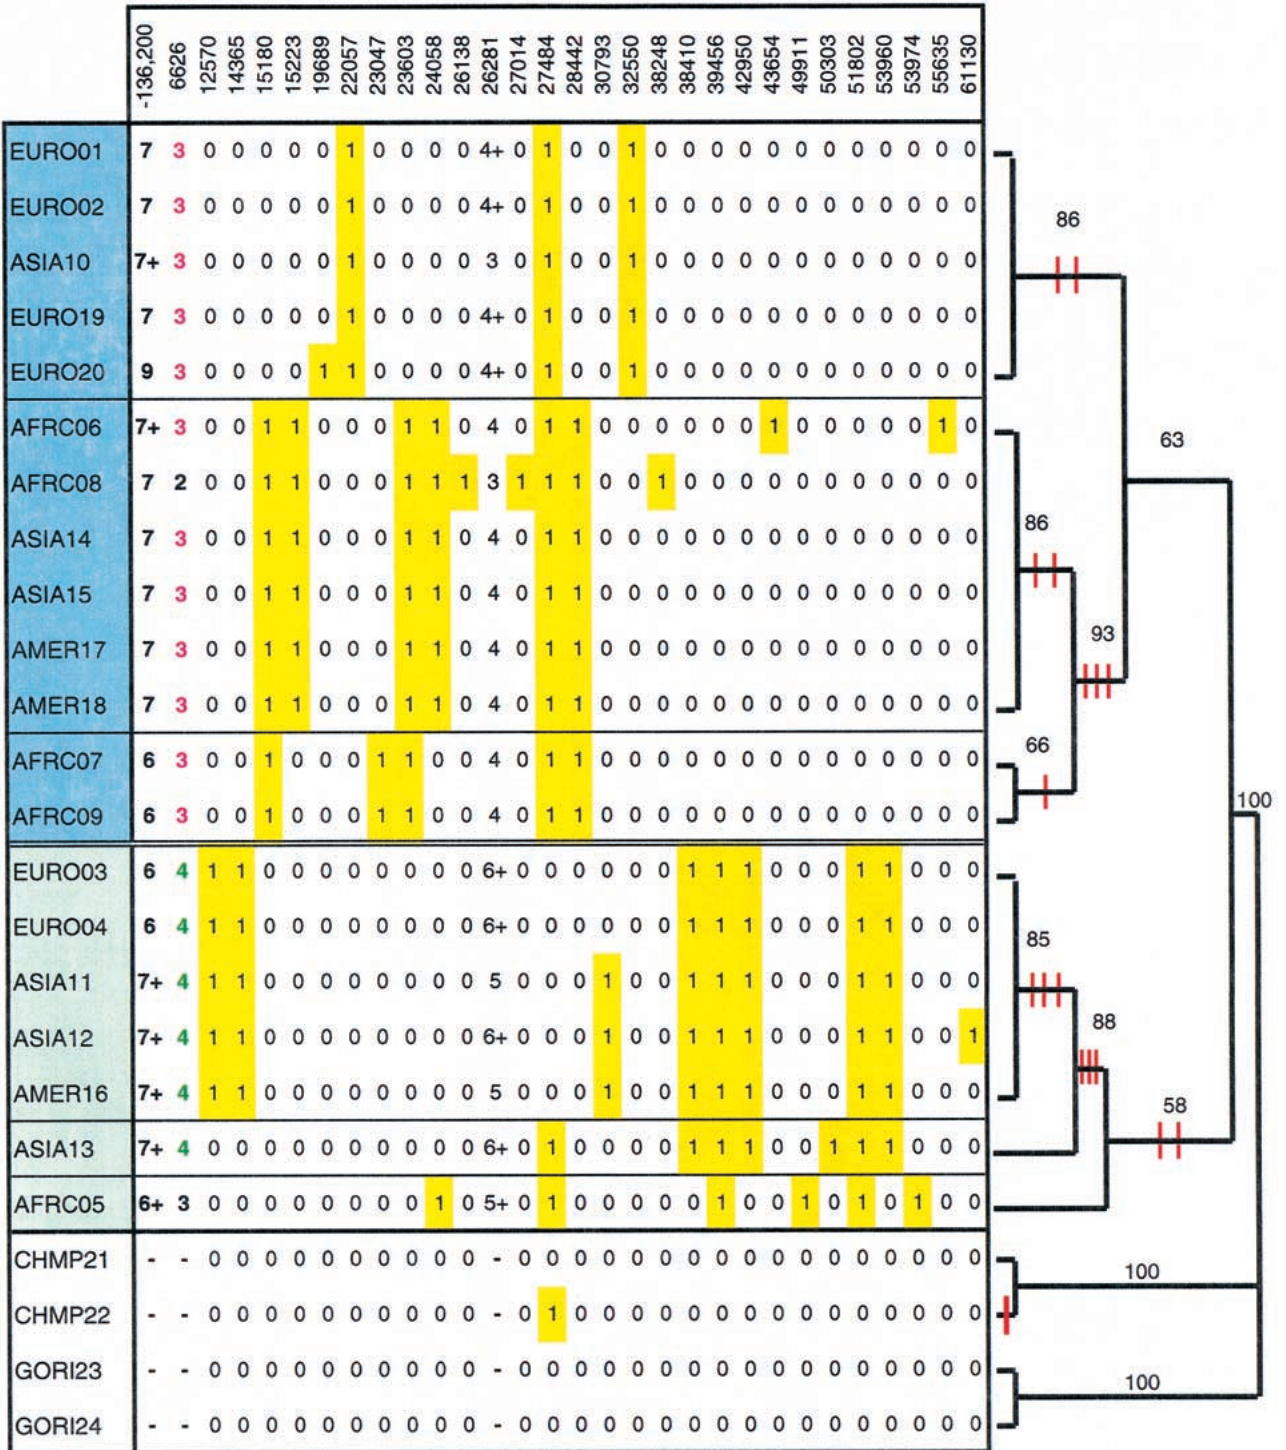 -136,200 6626 12570 14365 15180 15223 19689 22057 23047 23603 24058 26138 26281 27014 27484 28442 30793 32550 38248 38410 39456 42950 43654 49911 50303 51802 53960 53974 55635 61130
EURO01 7 3 0 0 0 0 0 1 0 0 0 0 4+ 0 1 0 0 1 0 0 0 0 0 0 0 0 0 0 0 0
EURO02 7 3 0 0 0 0 0 1 0 0 0 0 4+ 0 1 0 0 1 0 0 0 0 0 0 0 0 0 0 0 0
86
ASIA10 7+ 3 0 0 0 0 0 1 0 0 0 0 3 0 1 0 0 1 0 0 0 0 0 0 0 0 0 0 0 0
EURO19 7 3 0 0 0 0 0 1 0 0 0 0 4+ 0 1 0 0 1 0 0 0 0 0 0 0 0 0 0 0 0
EURO20 9 3 0 0 0 0 1 1 0 0 0 0 4+ 0 1 0 0 1 0 0 0 0 0 0 0 0 0 0 0 0
AFRC06 7+ 3 0 0 1 1 0 0 0 1 1 0 4 0 1 1 0 0 0 0 0 0 1 0 0 0 0 0 1 0
63
AFRC08 7 2 0 0 1 1 0 0 0 1 1 1 3 1 1 1 0 0 1 0 0 0 0 0 0 0 0 0 0 0
86
ASIA14 7 3 0 0 1 1 0 0 0 1 1 0 4 0 1 1 0 0 0 0 0 0 0 0 0 0 0 0 0 0
ASIA15 7 3 0 0 1 1 0 0 0 1 1 0 4 0 1 1 0 0 0 0 0 0 0 0 0 0 0 0 0 0
93
AMER17 7 3 0 0 1 1 0 0 0 1 1 0 4 0 1 1 0 0 0 0 0 0 0 0 0 0 0 0 0 0
AMER18 7 3 0 0 1 1 0 0 0 1 1 0 4 0 1 1 0 0 0 0 0 0 0 0 0 0 0 0 0 0
66
AFRC07 6 3 0 0 1 0 0 0 1 1 0 0 4 0 1 1 0 0 0 0 0 0 0 0 0 0 0 0 0 0
100
AFRC09 6 3 0 0 1 0 0 0 1 1 0 0 4 0 1 1 0 0 0 0 0 0 0 0 0 0 0 0 0 0
EURO03 6 4 1 1 0 0 0 0 0 0 0 0 6+ 0 0 0 0 0 0 1 1 1 0 0 0 1 1 0 0 0
EURO04 6 4 1 1 0 0 0 0 0 0 0 0 6+ 0 0 0 0 0 0 1 1 1 0 0 0 1 1 0 0 0
85
ASIA11 7+ 4 1 1 0 0 0 0 0 0 0 0 5 0 0 0 1 0 0 1 1 1 0 0 0 1 1 0 0 0
88
ASIA12 7+ 4 1 1 0 0 0 0 0 0 0 0 6+ 0 0 0 1 0 0 1 1 1 0 0 0 1 1 0 0 1
AMER16 7+ 4 1 1 0 0 0 0 0 0 0 0 5 0 0 0 1 0 0 1 1 1 0 0 0 1 1 0 0 0
58
ASIA13 7+ 4 0 0 0 0 0 0 0 0 0 0 6+ 0 1 0 0 0 0 1 1 1 0 0 1 1 1 0 0 0
AFRC05 6+ 3 0 0 0 0 0 0 0 0 1 0 5+ 0 1 0 0 0 0 0 1 0 0 1 0 1 0 1 0 0
CHMP21 - - 0 0 0 0 0 0 0 0 0 0 - 0 0 0 0 0 0 0 0 0 0 0 0 0 0 0 0 0
100
CHMP22 - - 0 0 0 0 0 0 0 0 0 0 - 0 1 0 0 0 0 0 0 0 0 0 0 0 0 0 0 0
GORI23 - - 0 0 0 0 0 0 0 0 0 0 - 0 0 0 0 0 0 0 0 0 0 0 0 0 0 0 0 0
100
GORI24 - - 0 0 0 0 0 0 0 0 0 0 - 0 0 0 0 0 0 0 0 0 0 0 0 0 0 0 0 0